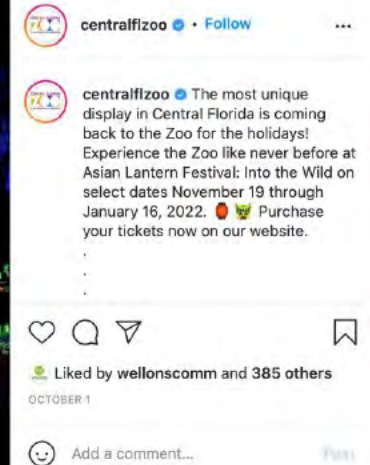 centralflzoo • Follow
centralflzoo The most unique
display in Central Florida is coming
back to the Zoo for the holidays!
Experience the Zoo like never before at
Asian Lantern Festival: Into the Wild on
select dates November 19 through
January 16, 2022. 🏮👹 Purchase
your tickets now on our website.
.
.
.
Liked by wellonscomm and 385 others
OCTOBER 1
Add a comment...
Post